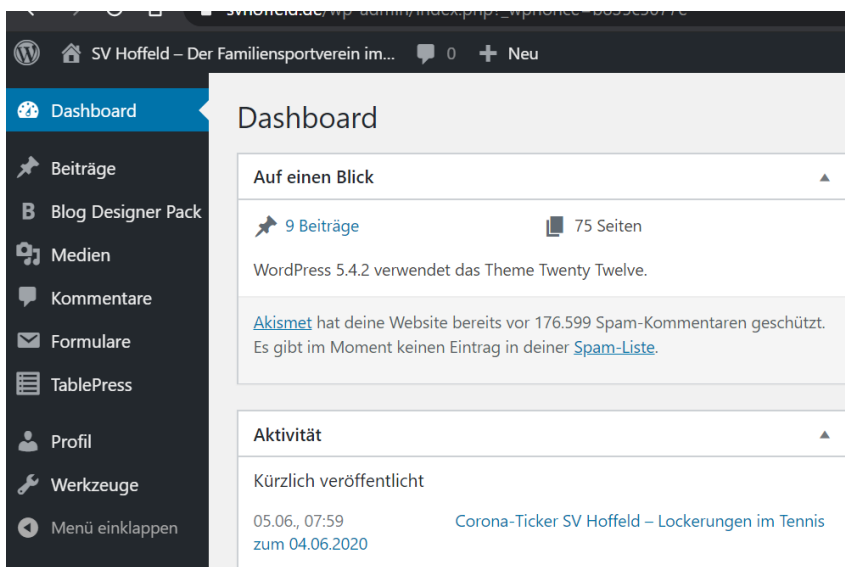 SV Hoffeld – Der Familiensportverein im... 0 Neu
Dashboard
Beiträge
Blog Designer Pack
Medien
Kommentare
Formulare
TablePress
Profil
Werkzeuge
Menü einklappen
Dashboard
Auf einen Blick
9 Beiträge 75 Seiten
WordPress 5.4.2 verwendet das Theme Twenty Twelve.
Akismet hat deine Website bereits vor 176.599 Spam-Kommentaren geschützt.
Es gibt im Moment keinen Eintrag in deiner Spam-Liste.
Aktivität
Kürzlich veröffentlicht
05.06., 07:59 Corona-Ticker SV Hoffeld – Lockerungen im Tennis
zum 04.06.2020